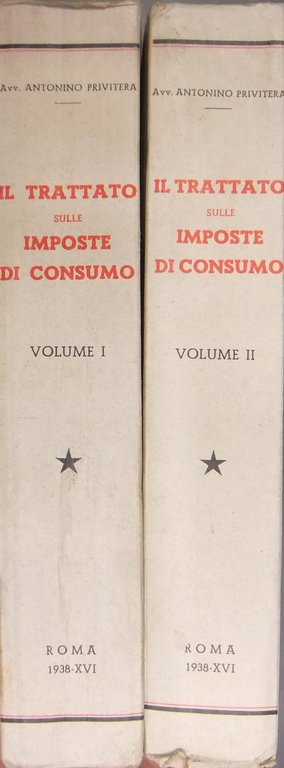 Avv. ANTONINO PRIVITERA
IL TRATTATO
SULLE
IMPOSTE
DI CONSUMO
VOLUME I
ROMA
1938-XVI
Avv. ANTONINO PRIVITERA
IL TRATTATO
SULLE
IMPOSTE
DI CONSUMO
VOLUME II
ROMA
1938-XVI